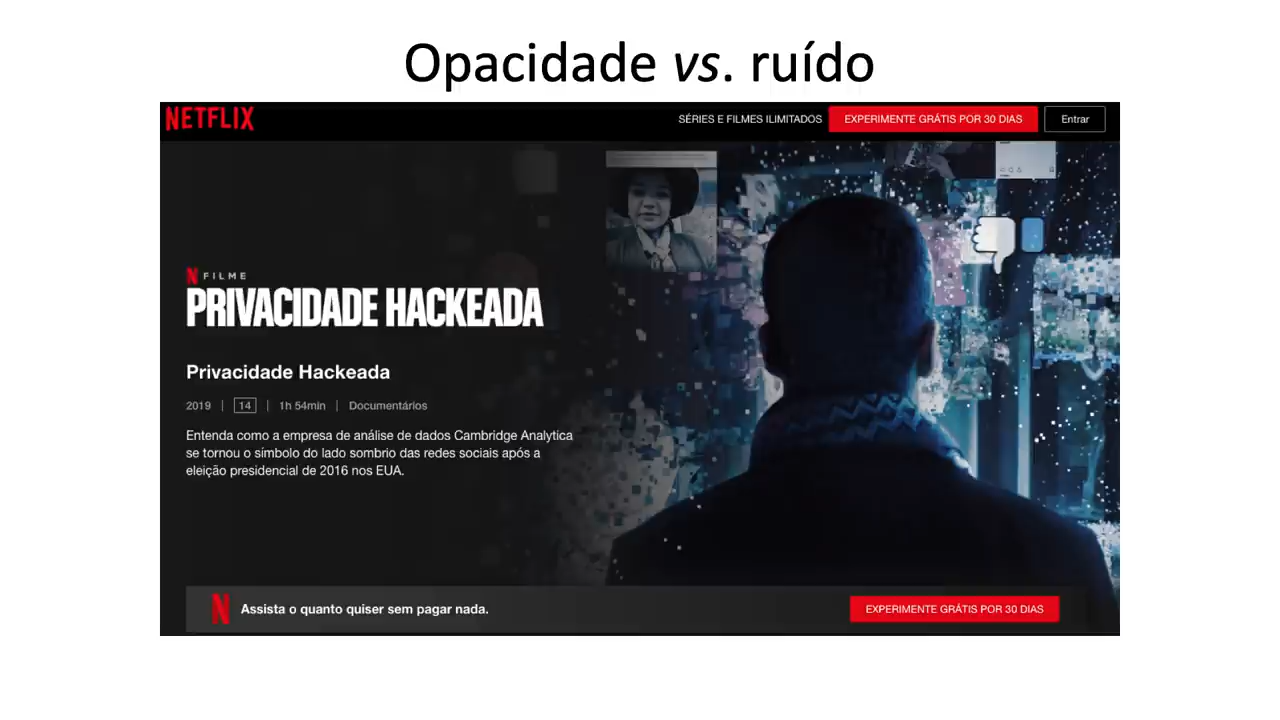 Opacidade vs. ruído
NETFLIX
SÉRIES E FILMES ILIMITADOS
EXPERIMENTE GRÁTIS POR 30 DIAS
Entrar
N FILME
PRIVACIDADE HACKEADA
Privacidade Hackeada
2019 | 14 | 1h 54min | Documentários
Entenda como a empresa de análise de dados Cambridge Analytica
se tornou o símbolo do lado sombrio das redes sociais após a
eleição presidencial de 2016 nos EUA.
N Assista o quanto quiser sem pagar nada.
EXPERIMENTE GRÁTIS POR 30 DIAS